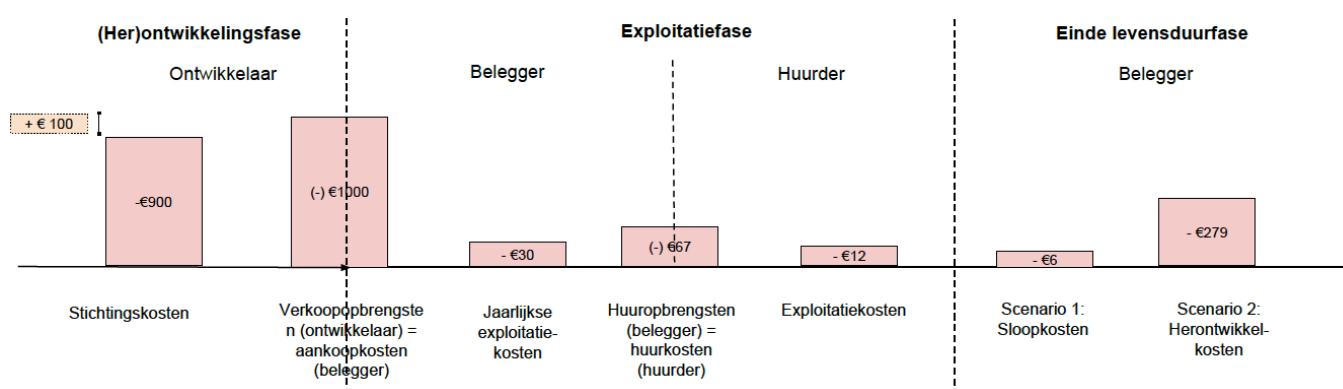 (Her)ontwikkelingsfase
Exploitatiefase
Einde levensduurfase
Ontwikkelaar
Belegger
Huurder
Belegger
+ € 100
-€900
(-) €1000
- €30
(-) €67
- €12
- €6
- €279
Stichtingskosten
Verkoopopbrengste
n (ontwikkelaar) =
aankoopkosten
(belegger)
Jaarlijkse
exploitatie-
kosten
Huuropbrengsten
(belegger) =
huurkosten
(huurder)
Exploitatiekosten
Scenario 1:
Sloopkosten
Scenario 2:
Herontwikkel-
kosten